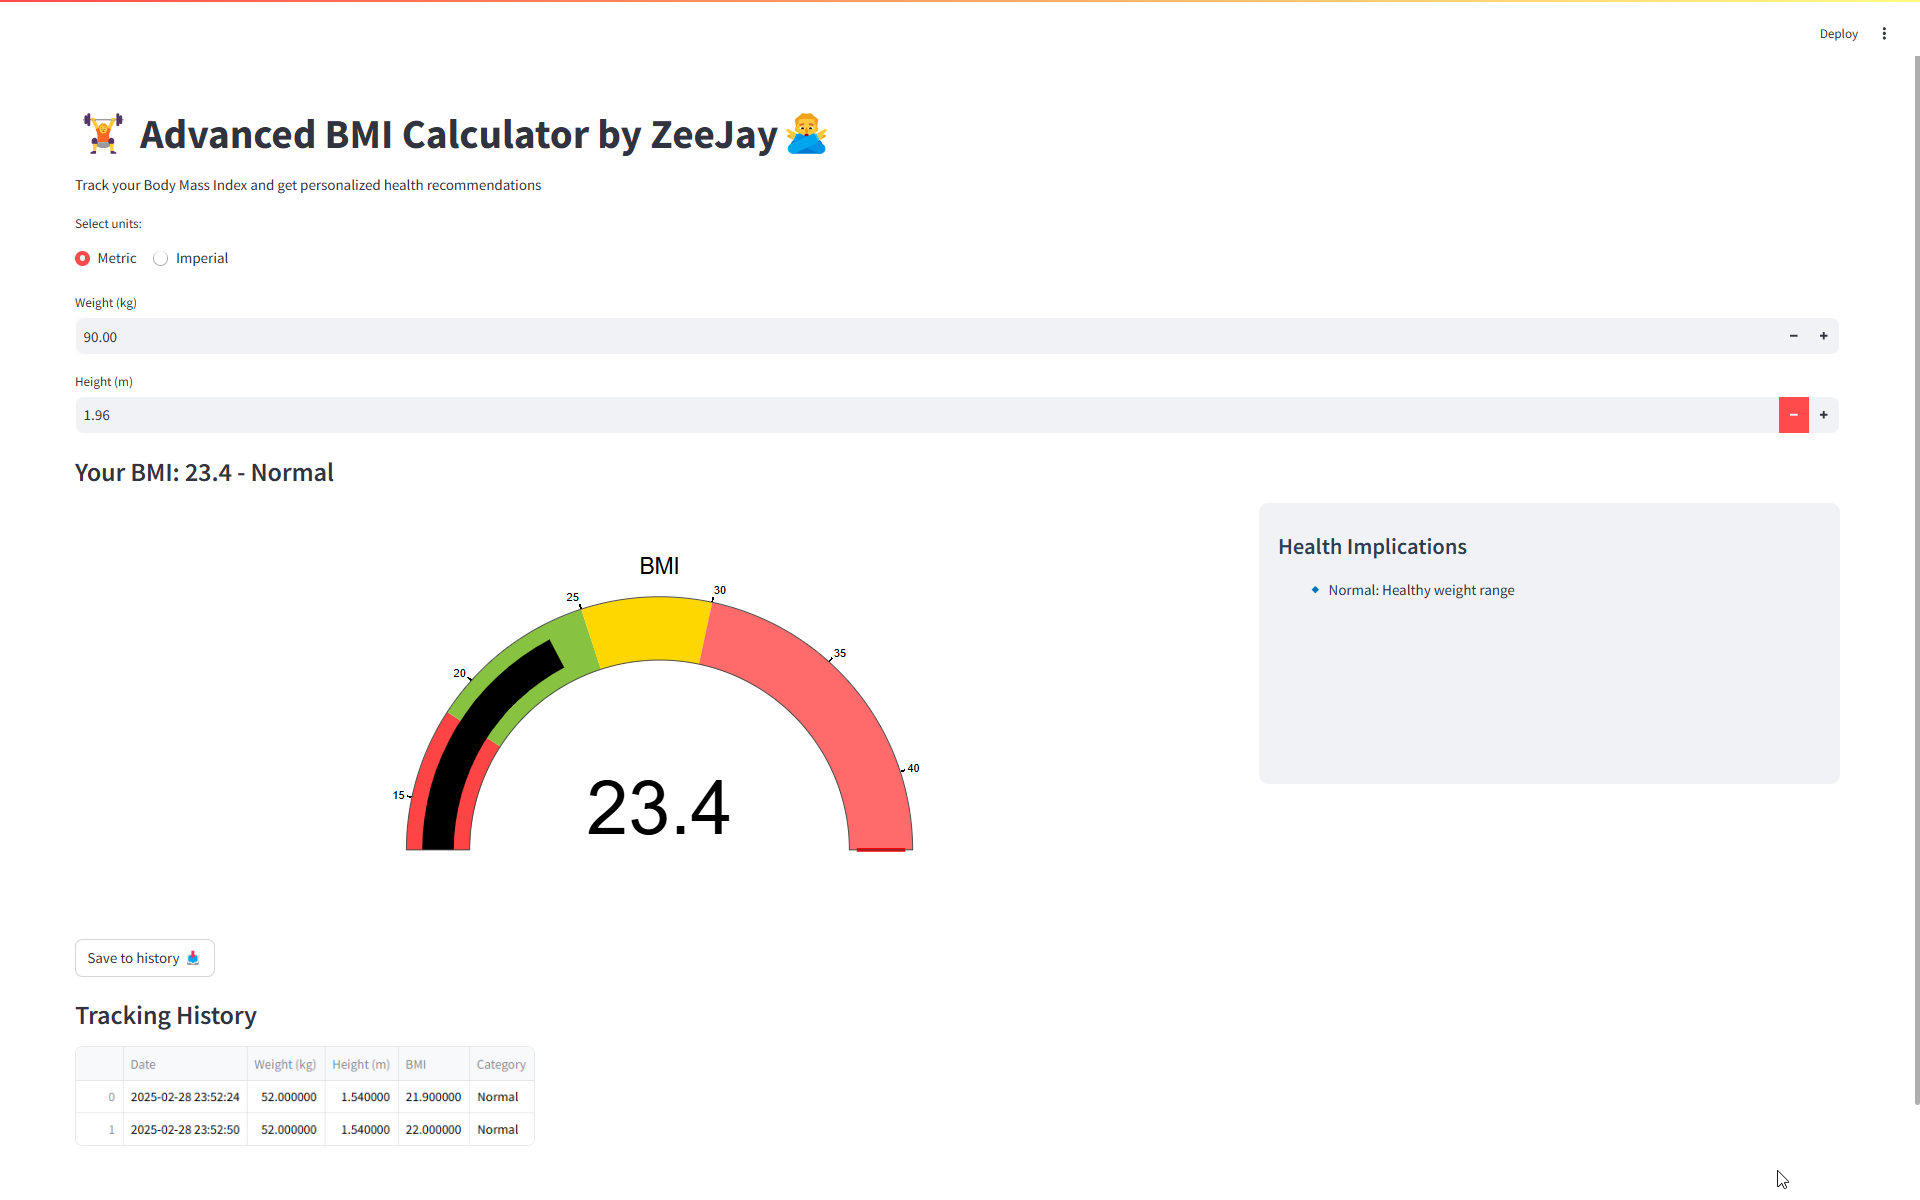 Deploy
Advanced BMI Calculator by ZeeJay
Track your Body Mass Index and get personalized health recommendations
Select units:
Metric Imperial
Weight (kg)
90.00 - +
Height (m)
1.96 - +
Your BMI: 23.4 - Normal
BMI
15
20
25
30
35
40
23.4
Health Implications
Normal: Healthy weight range
Save to history
Tracking History
Date Weight (kg) Height (m) BMI Category
0 2025-02-28 23:52:24 52.000000 1.540000 21.900000 Normal
1 2025-02-28 23:52:50 52.000000 1.540000 22.000000 Normal